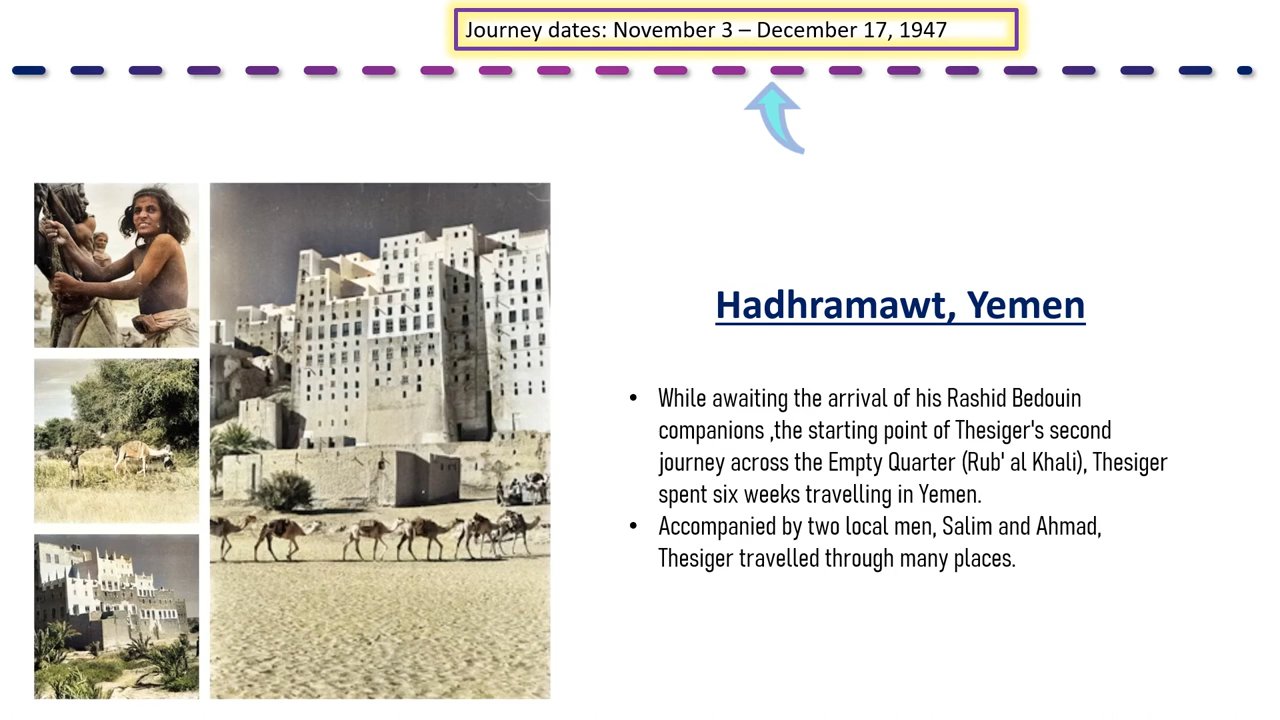 Journey dates: November 3 – December 17, 1947
Hadhramawt, Yemen
• While awaiting the arrival of his Rashid Bedouin
companions ,the starting point of Thesiger's second
journey across the Empty Quarter (Rub' al Khali), Thesiger
spent six weeks travelling in Yemen.
• Accompanied by two local men, Salim and Ahmad,
Thesiger travelled through many places.